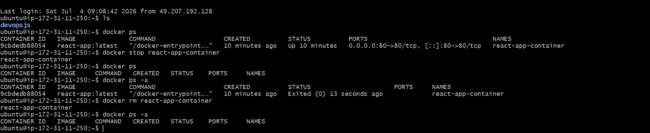 Last login: Sat Jul  4 09:08:42 2026 from 49.207.192.128
ubuntu@ip-172-31-11-250:~$ ls
devopsjs
ubuntu@ip-172-31-11-250:~$ docker ps
CONTAINER ID   IMAGE   COMMAND   CREATED   STATUS   PORTS   NAMES
9cbdedb88054   react-app:latest   "/docker-entrypoint.…"   10 minutes ago   Up 10 minutes   0.0.0.0:80->80/tcp, [::]:80->80/tcp   react-app-container
ubuntu@ip-172-31-11-250:~$ docker stop react-app-container
react-app-container
ubuntu@ip-172-31-11-250:~$ docker ps
CONTAINER ID   IMAGE   COMMAND   CREATED   STATUS   PORTS   NAMES
ubuntu@ip-172-31-11-250:~$ docker ps -a
CONTAINER ID   IMAGE   COMMAND   CREATED   STATUS   PORTS   NAMES
9cbdedb88054   react-app:latest   "/docker-entrypoint.…"   10 minutes ago   Exited (0) 13 seconds ago   react-app-container
ubuntu@ip-172-31-11-250:~$ docker rm react-app-container
react-app-container
ubuntu@ip-172-31-11-250:~$ docker ps -a
CONTAINER ID   IMAGE   COMMAND   CREATED   STATUS   PORTS   NAMES
ubuntu@ip-172-31-11-250:~$